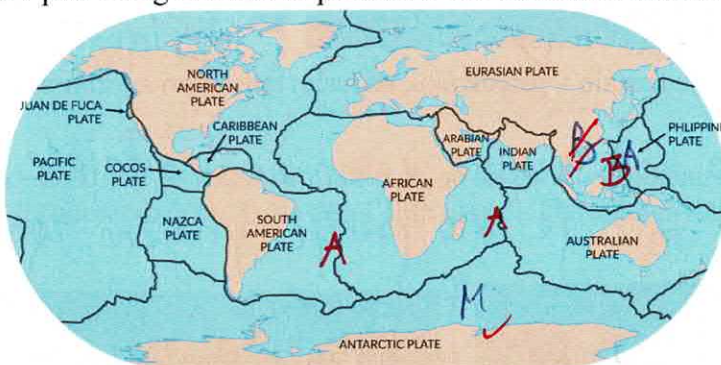 NORTH
AMERICAN
PLATE
EURASIAN PLATE
JUAN DE FUCA
PLATE
CARIBBEAN
PLATE
ARABIAN
PLATE
INDIAN
PLATE
B
B
A
PHLIPPINE
PLATE
PACIFIC
PLATE
COCOS
PLATE
AFRICAN
PLATE
NAZCA
PLATE
SOUTH
AMERICAN
PLATE
A
A
AUSTRALIAN
PLATE
M
ANTARCTIC PLATE